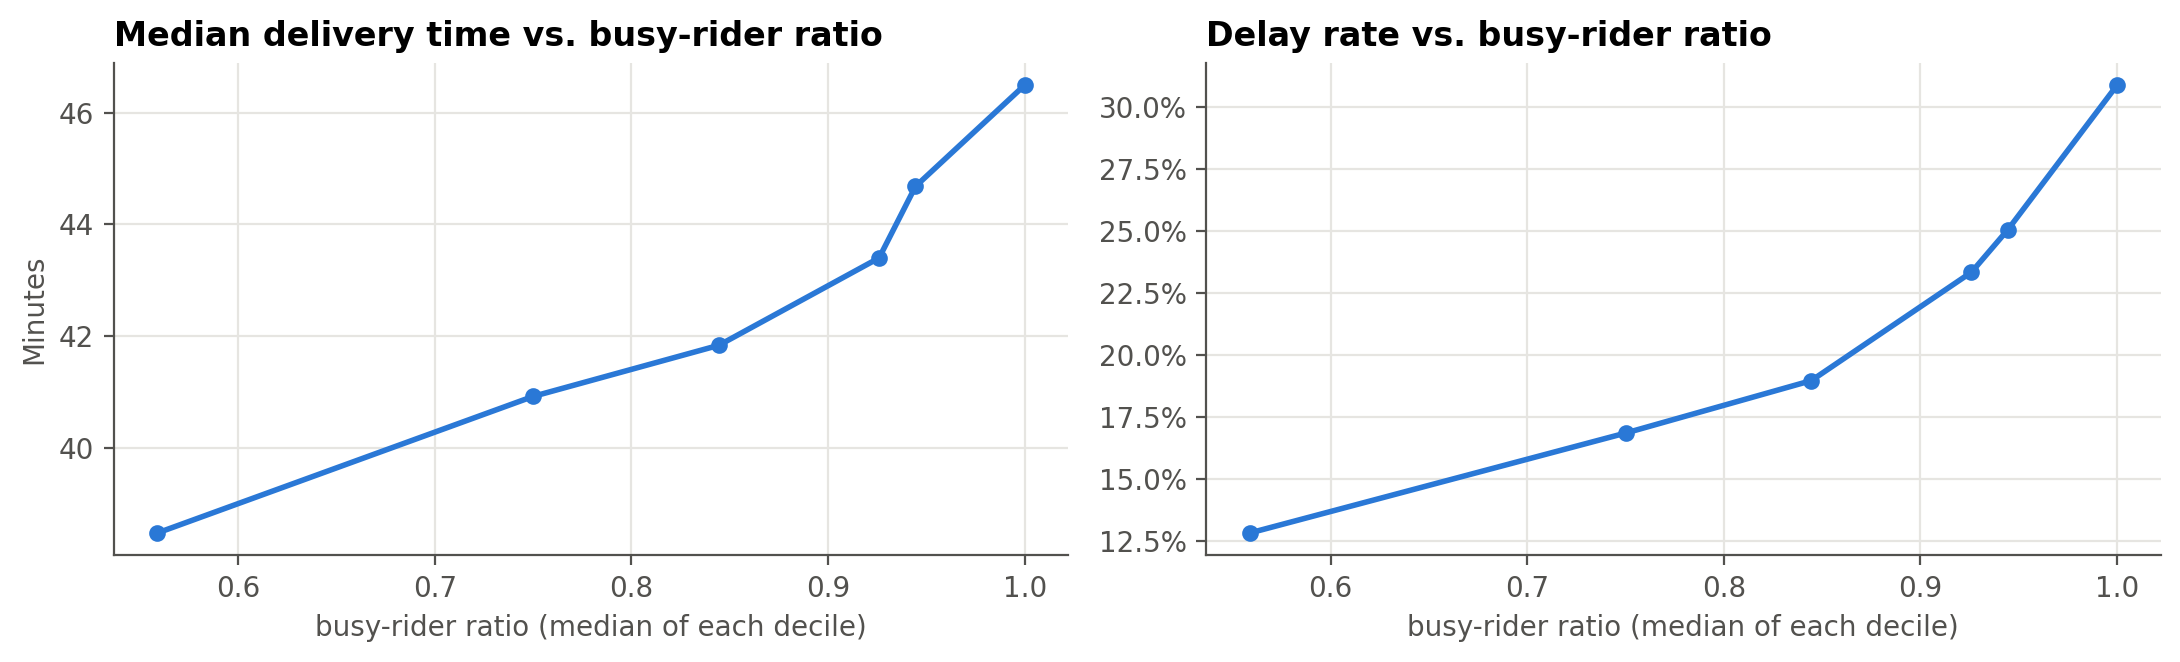 Median delivery time vs. busy-rider ratio
Minutes
46
44
42
40
0.6 0.7 0.8 0.9 1.0
busy-rider ratio (median of each decile)
Delay rate vs. busy-rider ratio
30.0%
27.5%
25.0%
22.5%
20.0%
17.5%
15.0%
12.5%
0.6 0.7 0.8 0.9 1.0
busy-rider ratio (median of each decile)